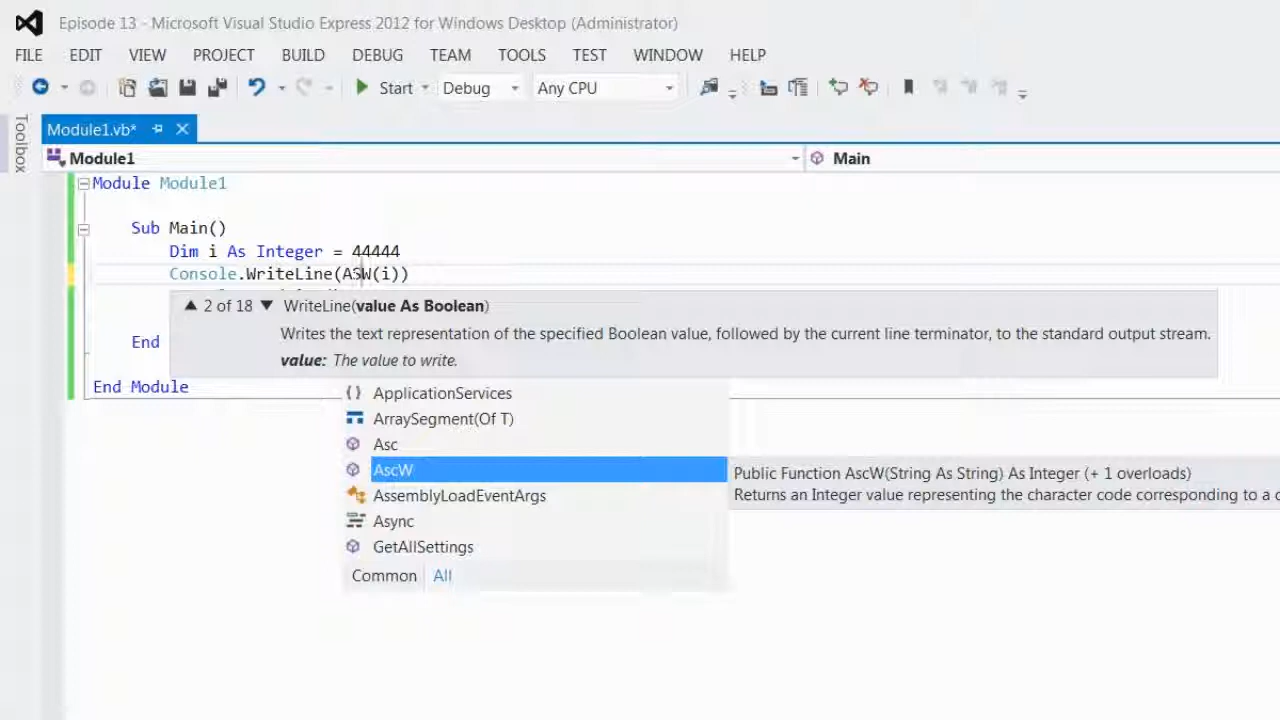 Episode 13 - Microsoft Visual Studio Express 2012 for Windows Desktop (Administrator)
FILE EDIT VIEW PROJECT BUILD DEBUG TEAM TOOLS TEST WINDOW HELP
Start Debug Any CPU
Toolbox
Module1.vb*
Module1 Main
Module Module1
Sub Main()
Dim i As Integer = 44444
Console.WriteLine(ASW(i))
2 of 18 WriteLine(value As Boolean)
Writes the text representation of the specified Boolean value, followed by the current line terminator, to the standard output stream.
End
value: The value to write.
End Module
ApplicationServices
ArraySegment(Of T)
Asc
AscW
Public Function AscW(String As String) As Integer (+ 1 overloads)
Returns an Integer value representing the character code corresponding to a
AssemblyLoadEventArgs
Async
GetAllSettings
Common All